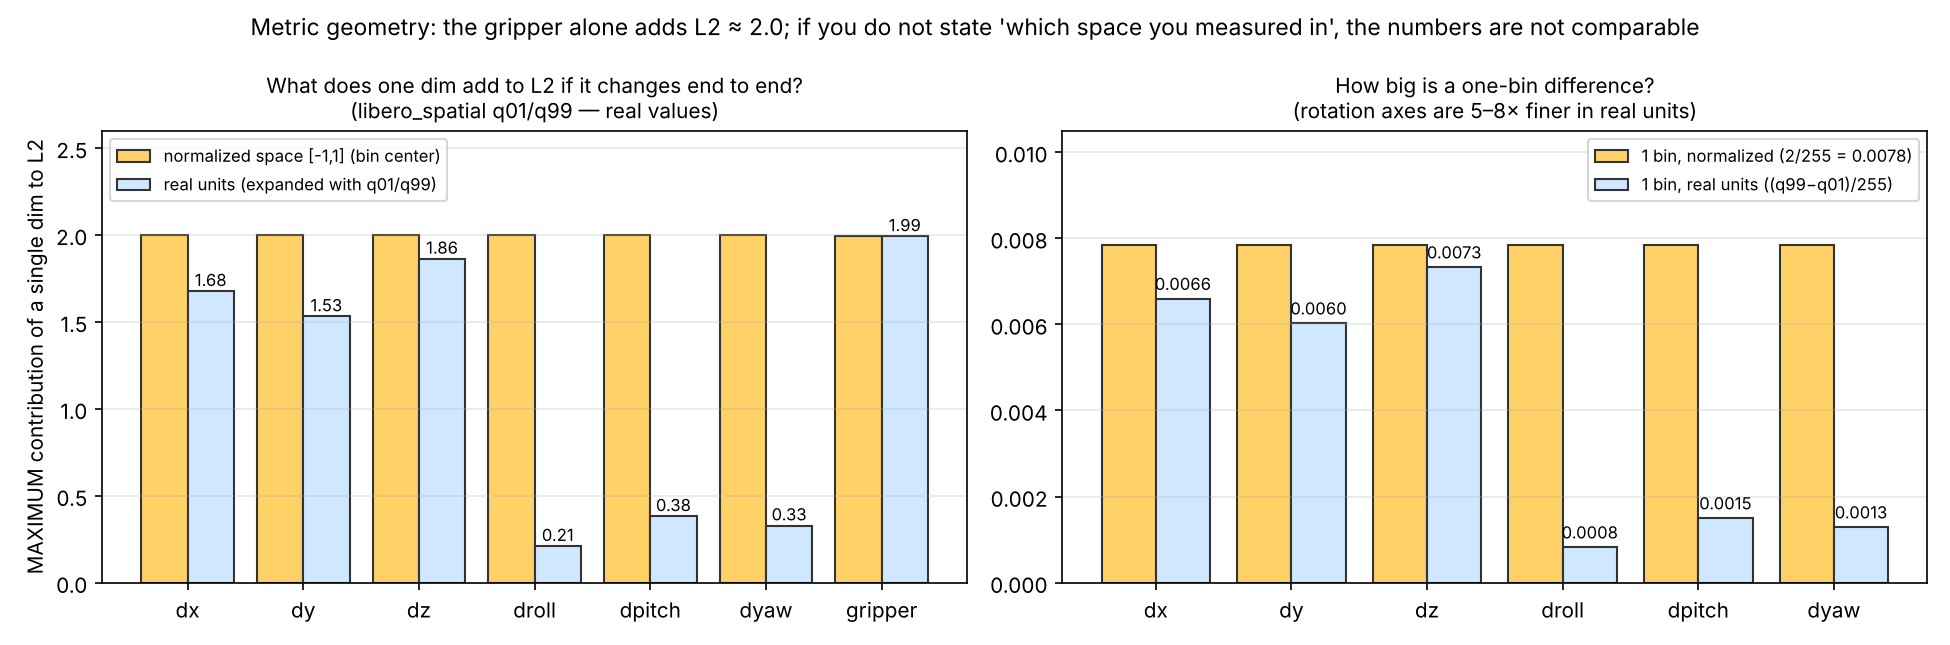 Metric geometry: the gripper alone adds L2 ≈ 2.0; if you do not state 'which space you measured in', the numbers are not comparable
What does one dim add to L2 if it changes end to end?
(libero_spatial q01/q99 — real values)
MAXIMUM contribution of a single dim to L2
2.5
2.0
1.5
1.0
0.5
0.0
normalized space [-1,1] (bin center)
real units (expanded with q01/q99)
1.68
1.53
1.86
0.21
0.38
0.33
1.99
dx
dy
dz
droll
dpitch
dyaw
gripper
How big is a one-bin difference?
(rotation axes are 5–8× finer in real units)
0.010
0.008
0.006
0.004
0.002
0.000
1 bin, normalized (2/255 = 0.0078)
1 bin, real units ((q99−q01)/255)
0.0066
0.0060
0.0073
0.0008
0.0015
0.0013
dx
dy
dz
droll
dpitch
dyaw